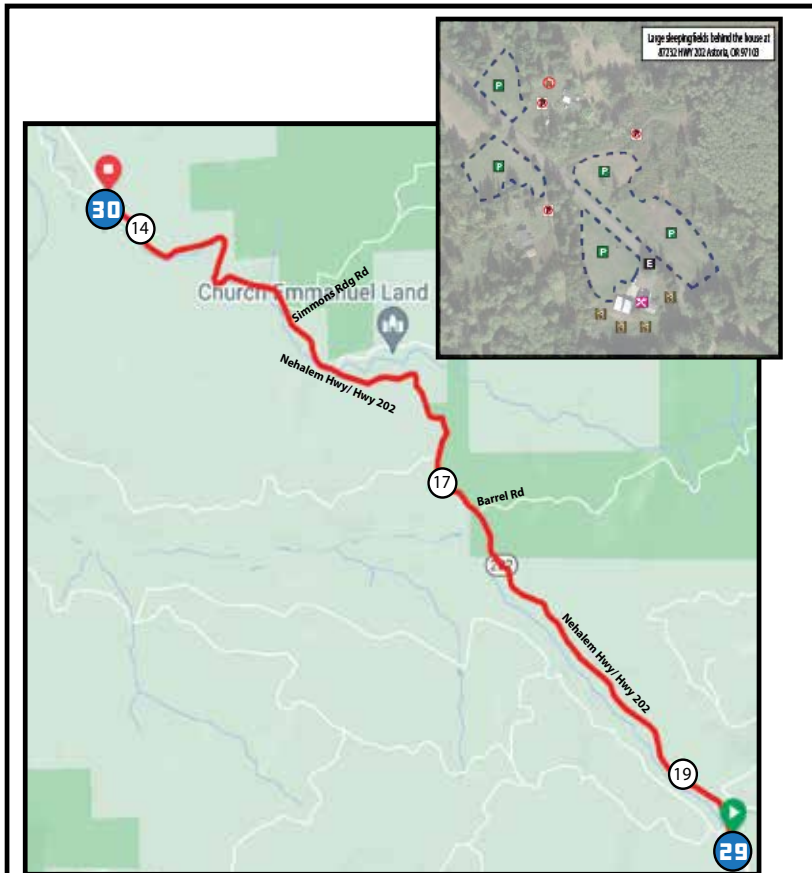 Large sleeping fields behind the house at
87232 HWY 202 Astoria, OR 97103
P
P
P
P
P
E
30
14
Simmons Rdg Rd
Church Emmanuel Land
Nehalem Hwy/ Hwy 202
17
Barrel Rd
202
Nehalem Hwy/ Hwy 202
19
29